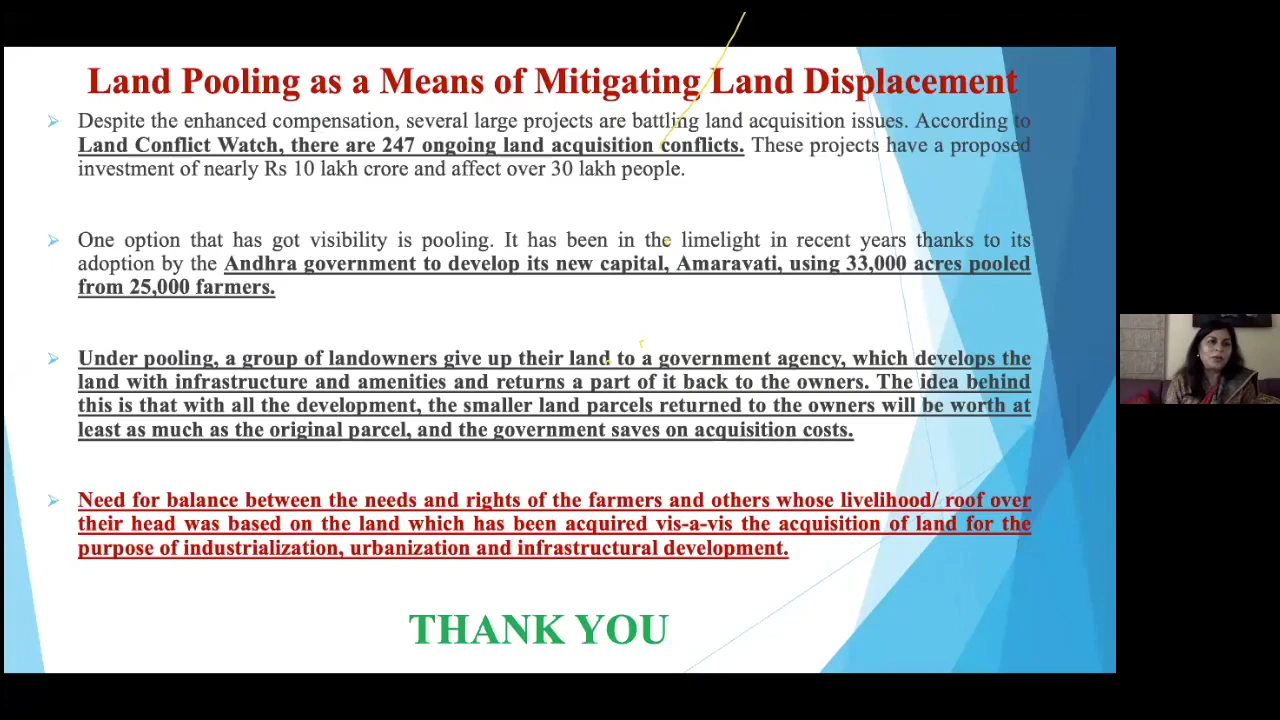 Land Pooling as a Means of Mitigating Land Displacement
Despite the enhanced compensation, several large projects are battling land acquisition issues. According to
Land Conflict Watch, there are 247 ongoing land acquisition conflicts. These projects have a proposed
investment of nearly Rs 10 lakh crore and affect over 30 lakh people.
One option that has got visibility is pooling. It has been in the limelight in recent years thanks to its
adoption by the Andhra government to develop its new capital, Amaravati, using 33,000 acres pooled
from 25,000 farmers.
Under pooling, a group of landowners give up their land to a government agency, which develops the
land with infrastructure and amenities and returns a part of it back to the owners. The idea behind
this is that with all the development, the smaller land parcels returned to the owners will be worth at
least as much as the original parcel, and the government saves on acquisition costs.
Need for balance between the needs and rights of the farmers and others whose livelihood/ roof over
their head was based on the land which has been acquired vis-a-vis the acquisition of land for the
purpose of industrialization, urbanization and infrastructural development.
THANK YOU